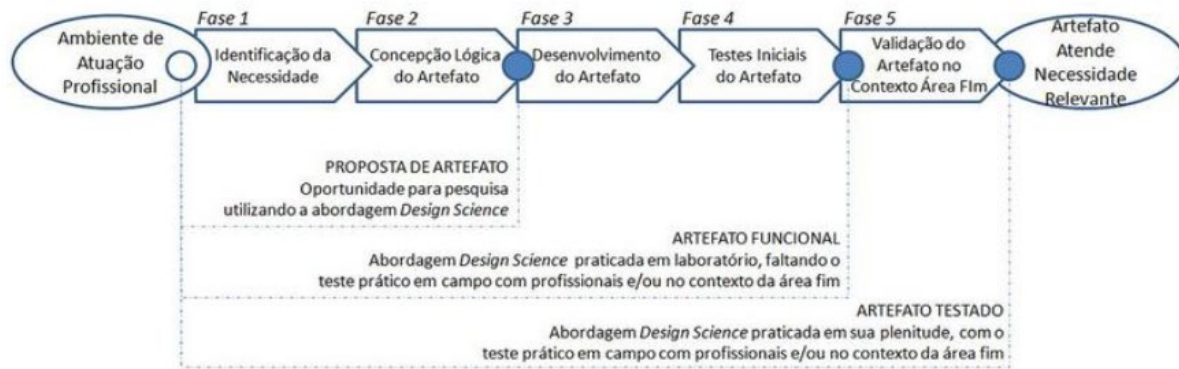 Fase 1
Fase 2
Fase 3
Fase 4
Fase 5
Ambiente de
Atuação
Profissional
Identificação da
Necessidade
Concepção Lógica
do Artefato
Desenvolvimento
do Artefato
Testes Iniciais
do Artefato
Validação do
Artefato no
Contexto Área FIm
Artefato
Atende
Necessidade
Relevante
PROPOSTA DE ARTEFATO
Oportunidade para pesquisa
utilizando a abordagem Design Science
ARTEFATO FUNCIONAL
Abordagem Design Science praticada em laboratório, faltando o
teste prático em campo com profissionais e/ou no contexto da área fim
ARTEFATO TESTADO
Abordagem Design Science praticada em sua plenitude, com o
teste prático em campo com profissionais e/ou no contexto da área fim